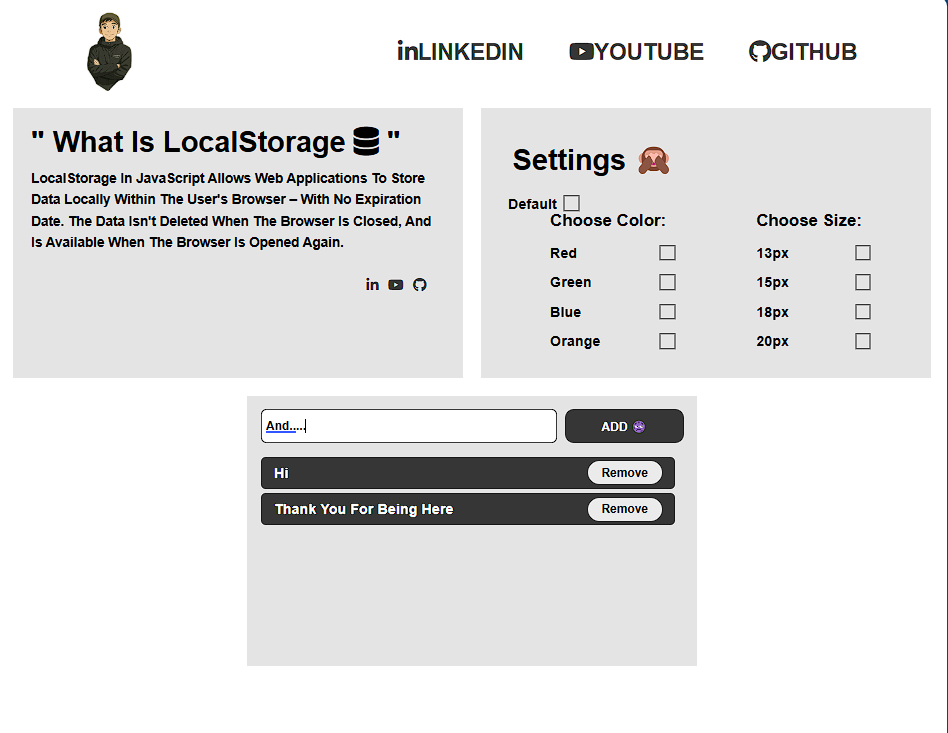 inLINKEDIN YOUTUBE GITHUB
" What Is LocalStorage "
LocalStorage In JavaScript Allows Web Applications To Store
Data Locally Within The User's Browser – With No Expiration
Date. The Data Isn't Deleted When The Browser Is Closed, And
Is Available When The Browser Is Opened Again.
in
Settings 🙈
Default
Choose Color: Choose Size:
Red 13px
Green 15px
Blue 18px
Orange 20px
And..... ADD
Hi Remove
Thank You For Being Here Remove